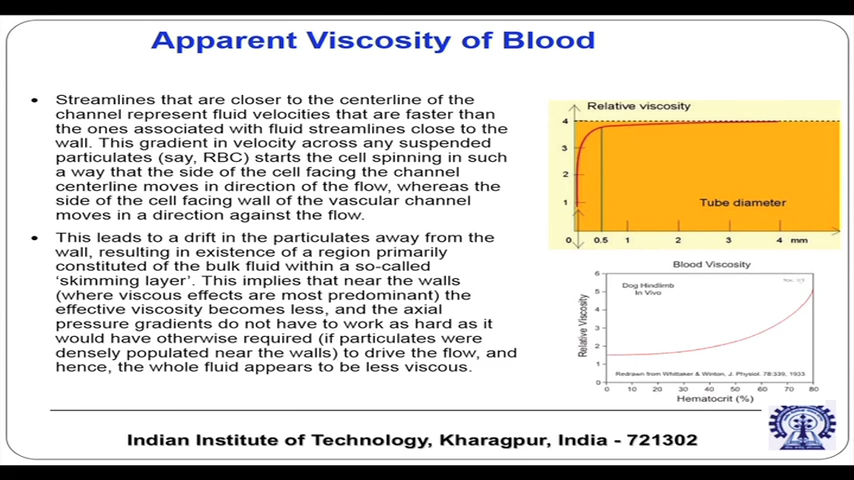 Apparent Viscosity of Blood
• Streamlines that are closer to the centerline of the
channel represent fluid velocities that are faster than
the ones associated with fluid streamlines close to the
wall. This gradient in velocity across any suspended
particulates (say, RBC) starts the cell spinning in such
a way that the side of the cell facing the channel
centerline moves in direction of the flow, whereas the
side of the cell facing wall of the vascular channel
moves in a direction against the flow.
• This leads to a drift in the particulates away from the
wall, resulting in existence of a region primarily
constituted of the bulk fluid within a so-called
'skimming layer'. This implies that near the walls
(where viscous effects are most predominant) the
effective viscosity becomes less, and the axial
pressure gradients do not have to work as hard as it
would have otherwise required (if particulates were
densely populated near the walls) to drive the flow, and
hence, the whole fluid appears to be less viscous.
Relative viscosity
4
3
2
1
Tube diameter
0 0.5 1 2 3 4 mm
Blood Viscosity
Dog Hindlimb
In Vivo
Relative Viscosity
6
5
4
3
2
1
0
Redrawn from Whittaker & Winton, J. Physiol. 78:339, 1933
0 10 20 30 40 50 60 70 80
Hematocrit (%)
Indian Institute of Technology, Kharagpur, India - 721302